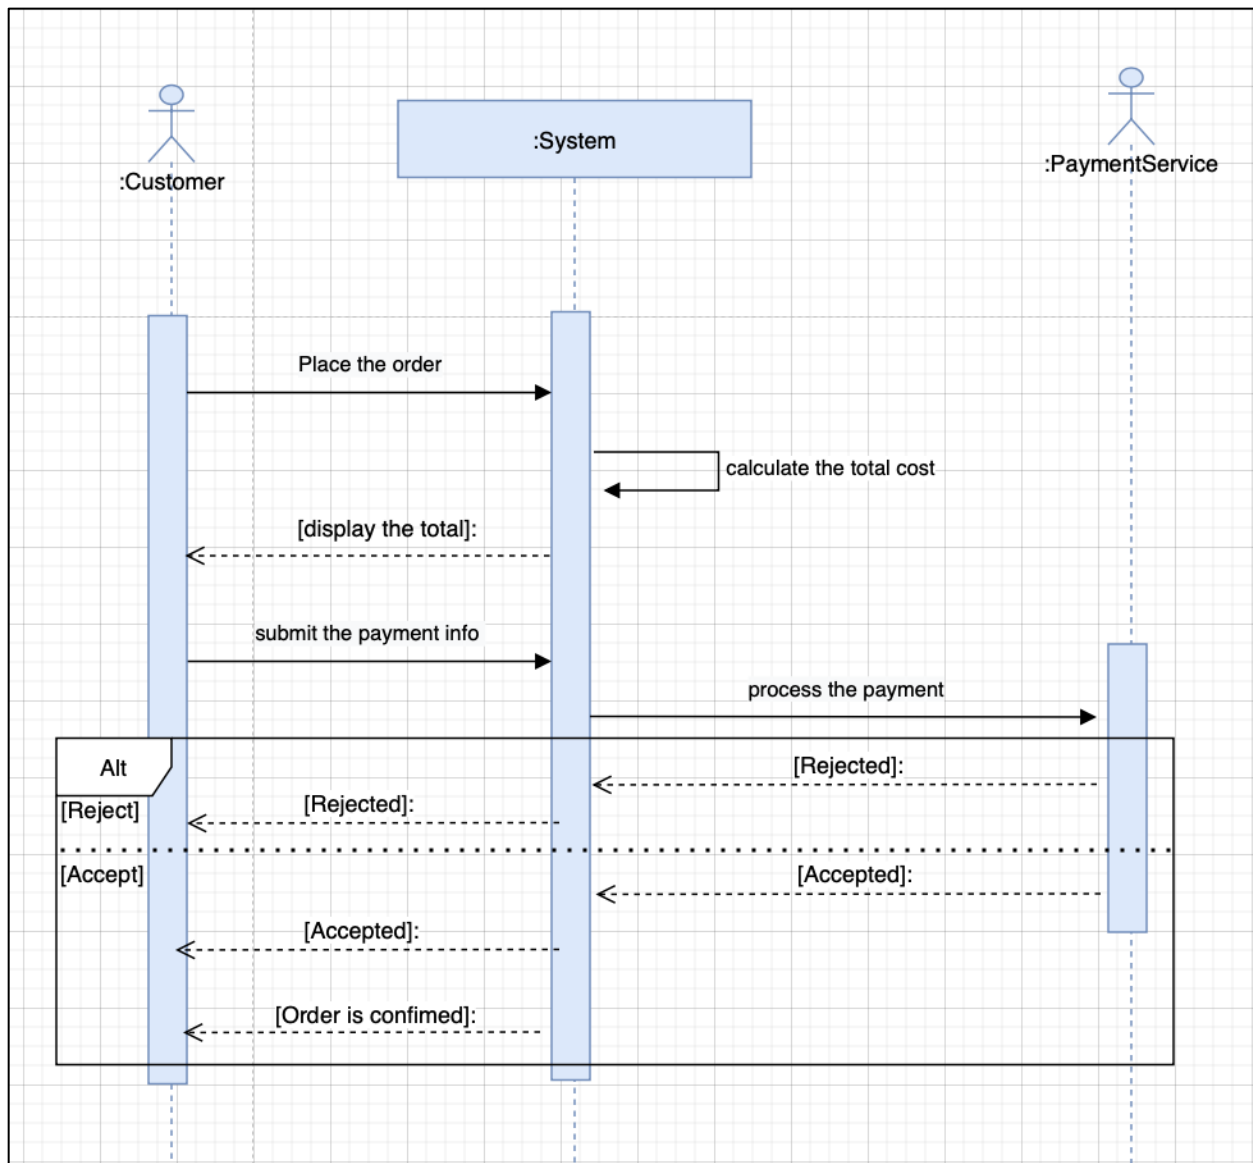 :Customer
:System
:PaymentService
Place the order
calculate the total cost
[display the total]:
submit the payment info
process the payment
Alt
[Rejected]:
[Reject]
[Rejected]:
[Accept]
[Accepted]:
[Accepted]:
[Order is confimed]: